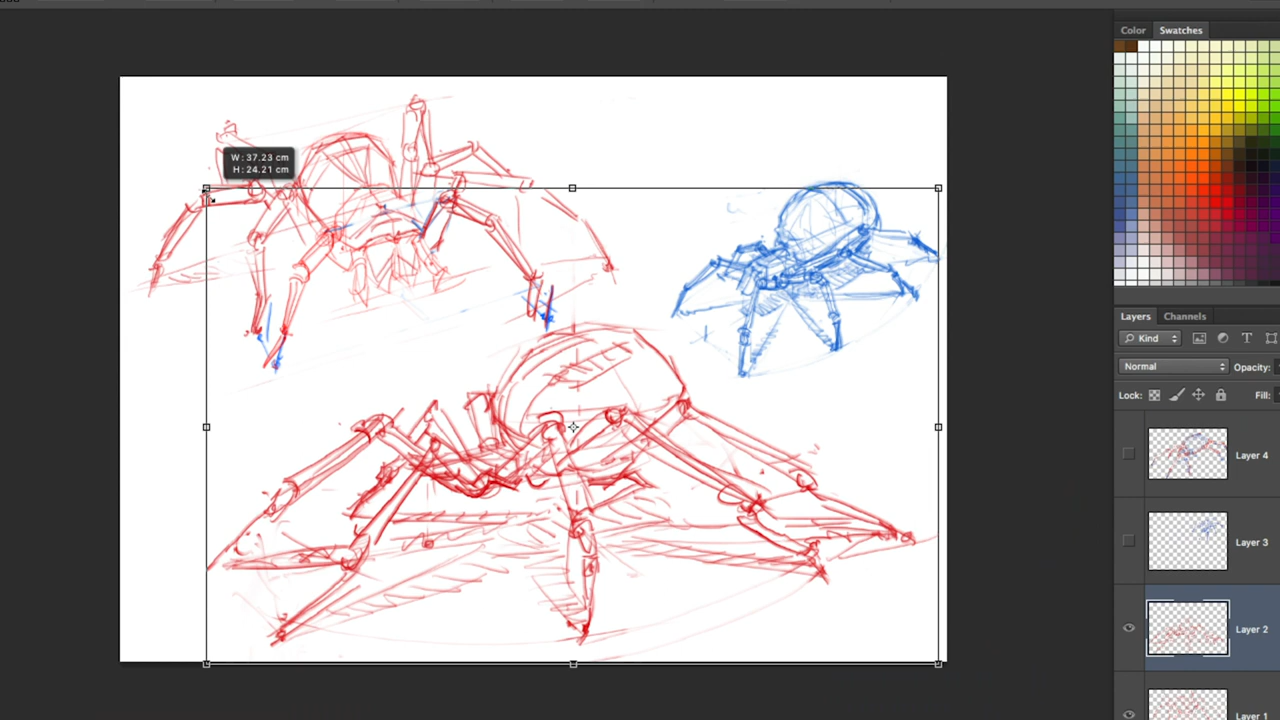 Color Swatches
W: 37.23 cm
H: 24.21 cm
Layers Channels
Kind
Normal Opacity:
Lock: Fill:
Layer 4
Layer 3
Layer 2
Layer 1